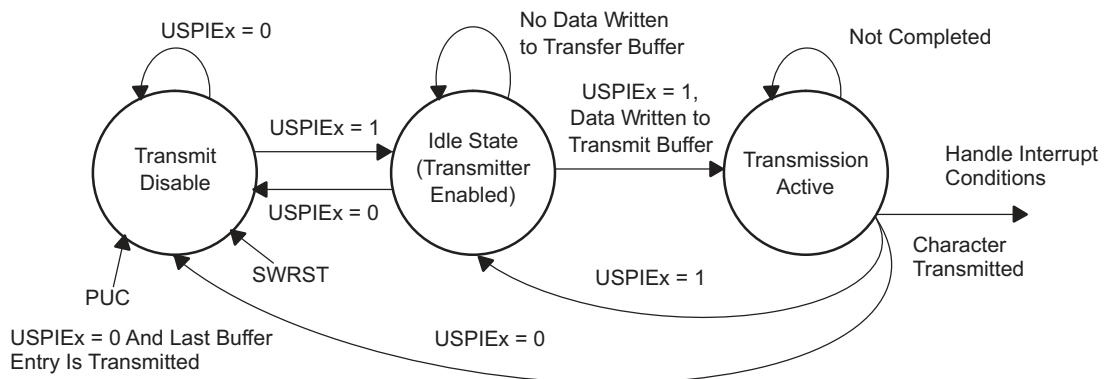 USPIEx = 0
No Data Written
to Transfer Buffer
Not Completed
USPIEx = 1,
Data Written to
Transmit Buffer
USPIEx = 1
Transmit
Disable
Idle State
(Transmitter
Enabled)
Transmission
Active
Handle Interrupt
Conditions
USPIEx = 0
Character
Transmitted
SWRST
PUC
USPIEx = 1
USPIEx = 0 And Last Buffer
Entry Is Transmitted
USPIEx = 0